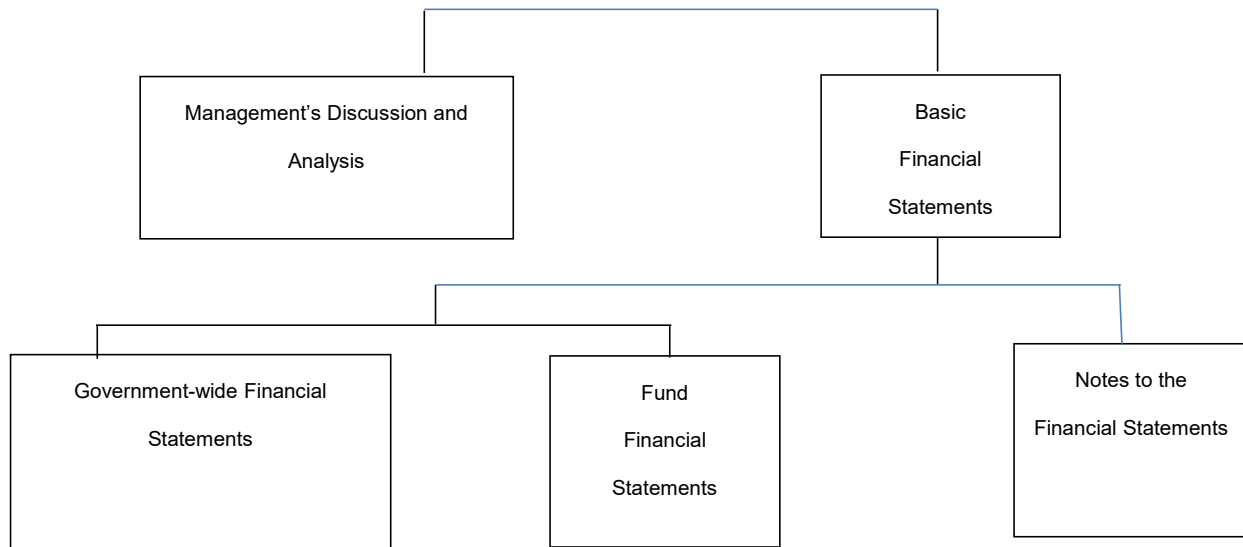 Management’s Discussion and
Analysis
Basic
Financial
Statements
Government-wide Financial
Statements
Fund
Financial
Statements
Notes to the
Financial Statements